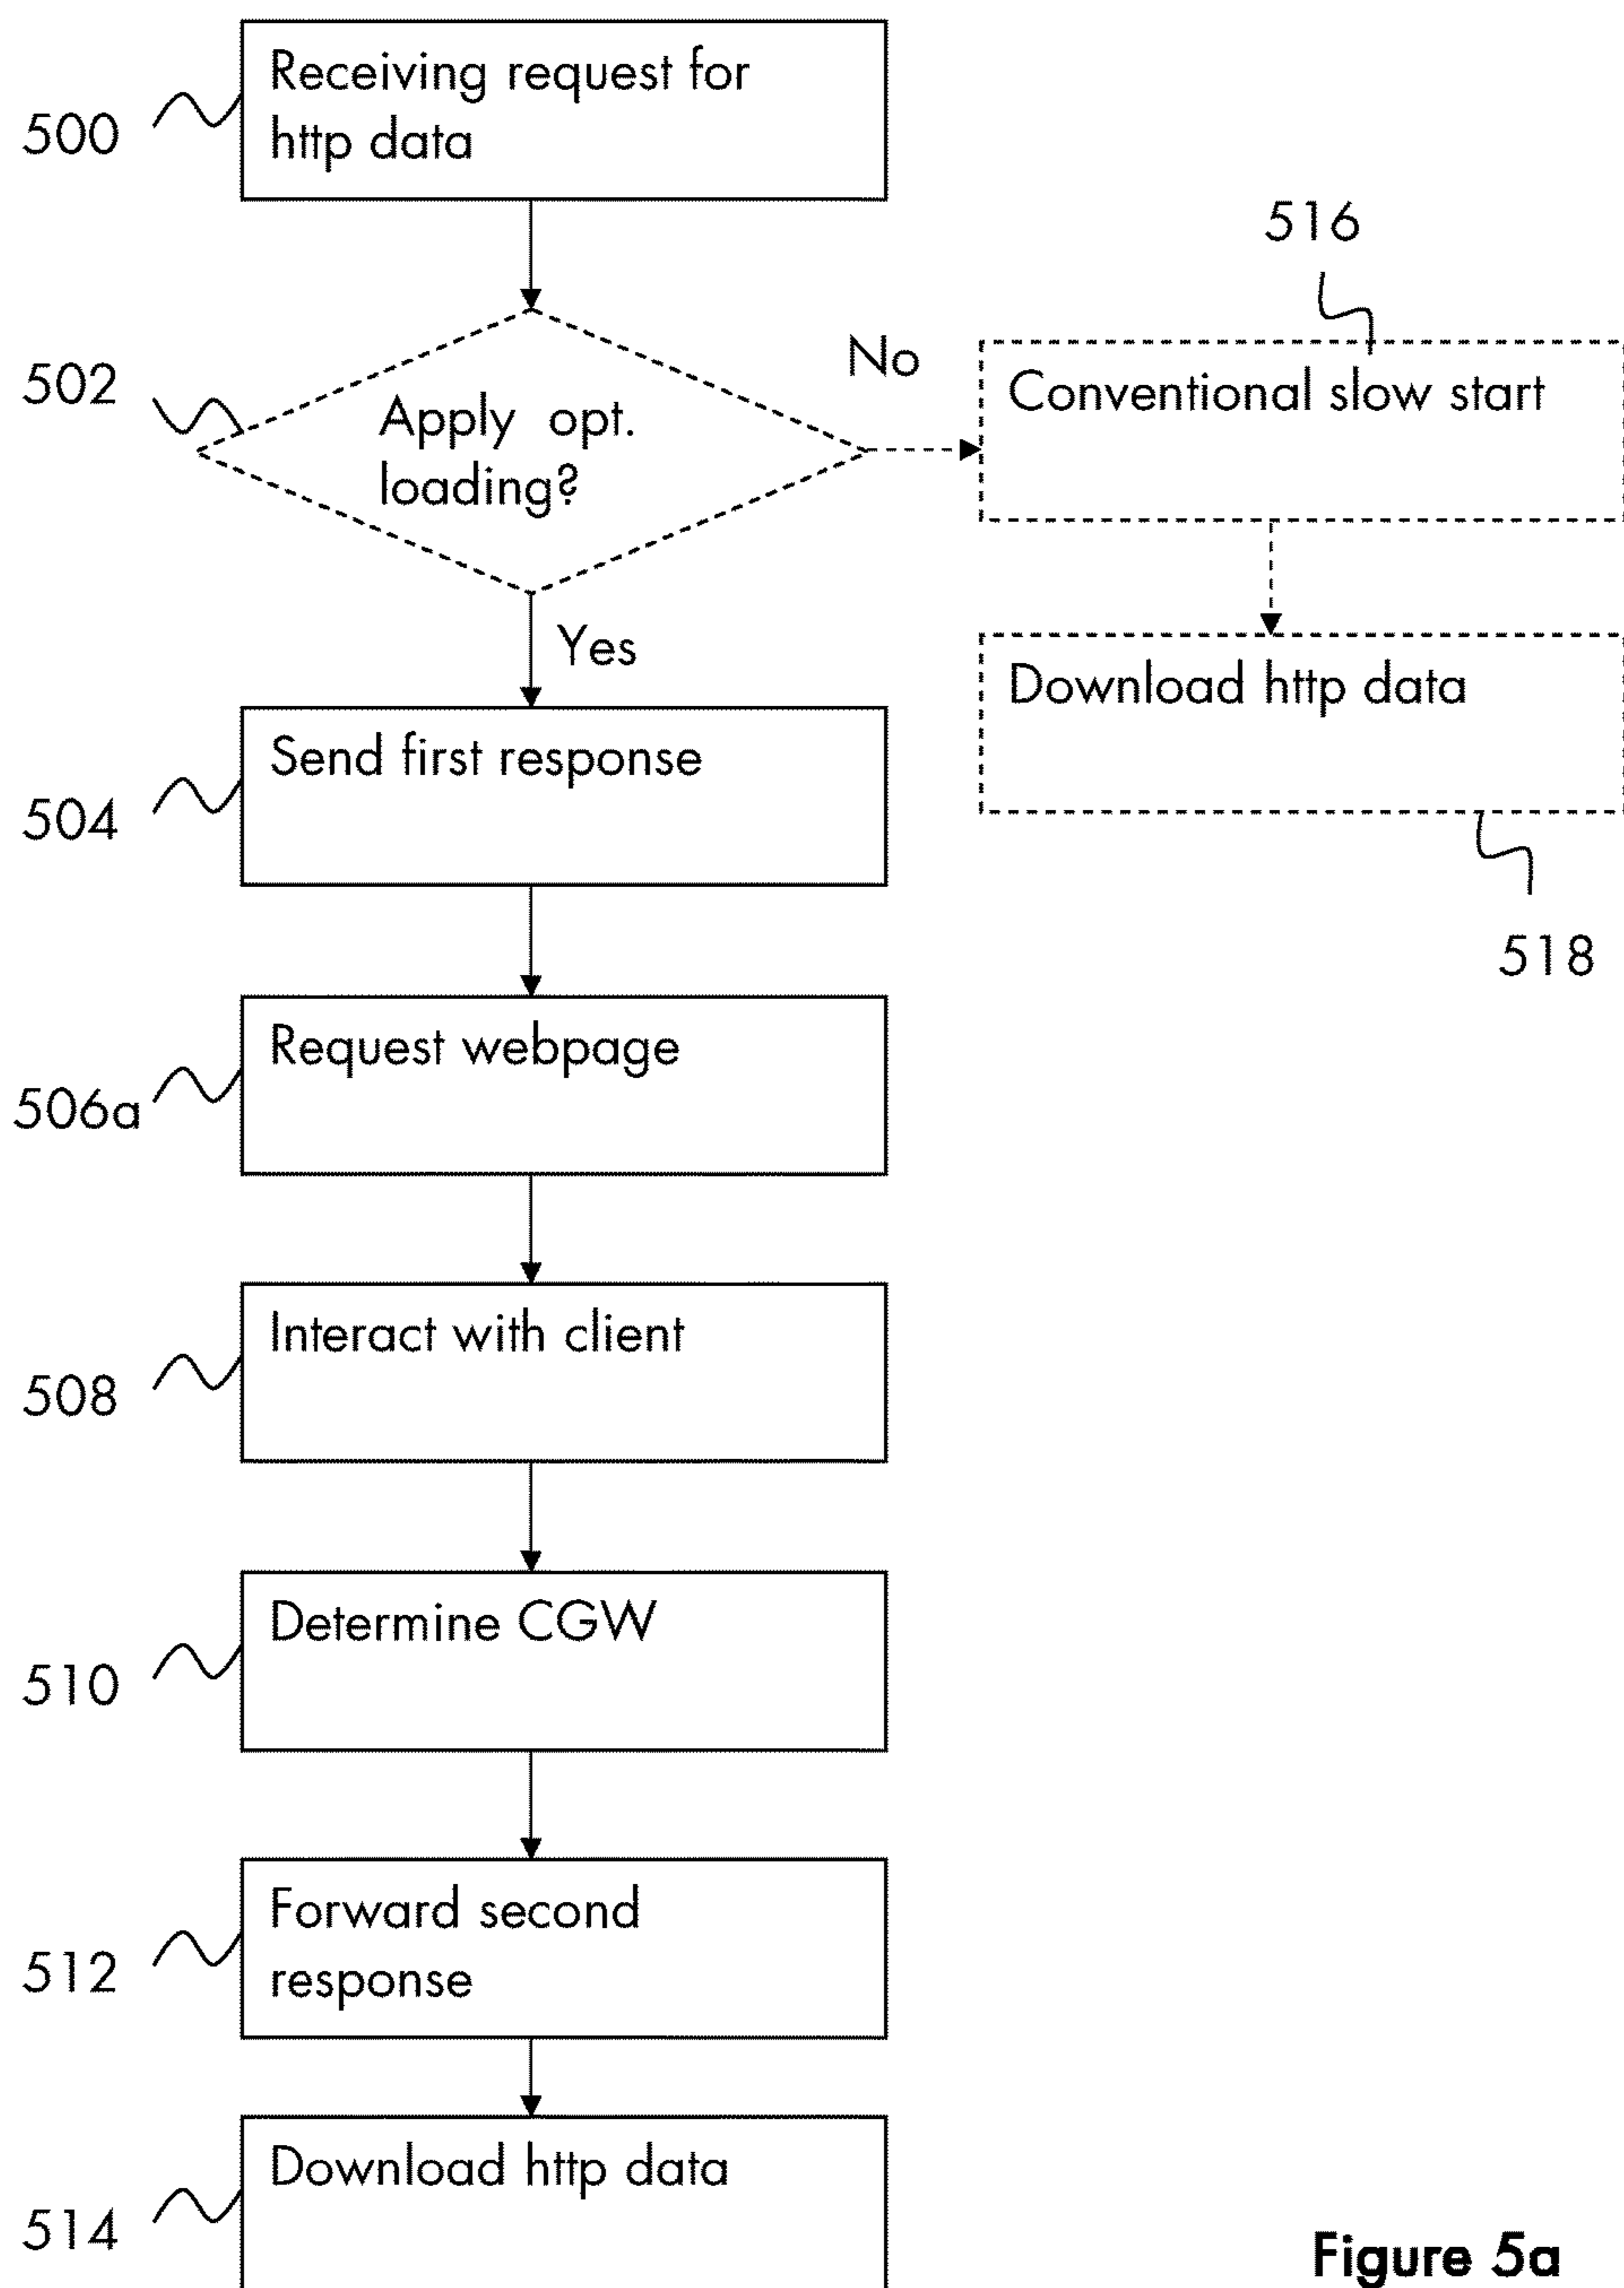 Receiving request for
http data
500
516
502
Apply opt.
loading?
No
Conventional slow start
Yes
Download http data
Send first response
504
518
Request webpage
506a
Interact with client
508
Determine CGW
510
Forward second
response
512
Download http data
514
Figure 5a